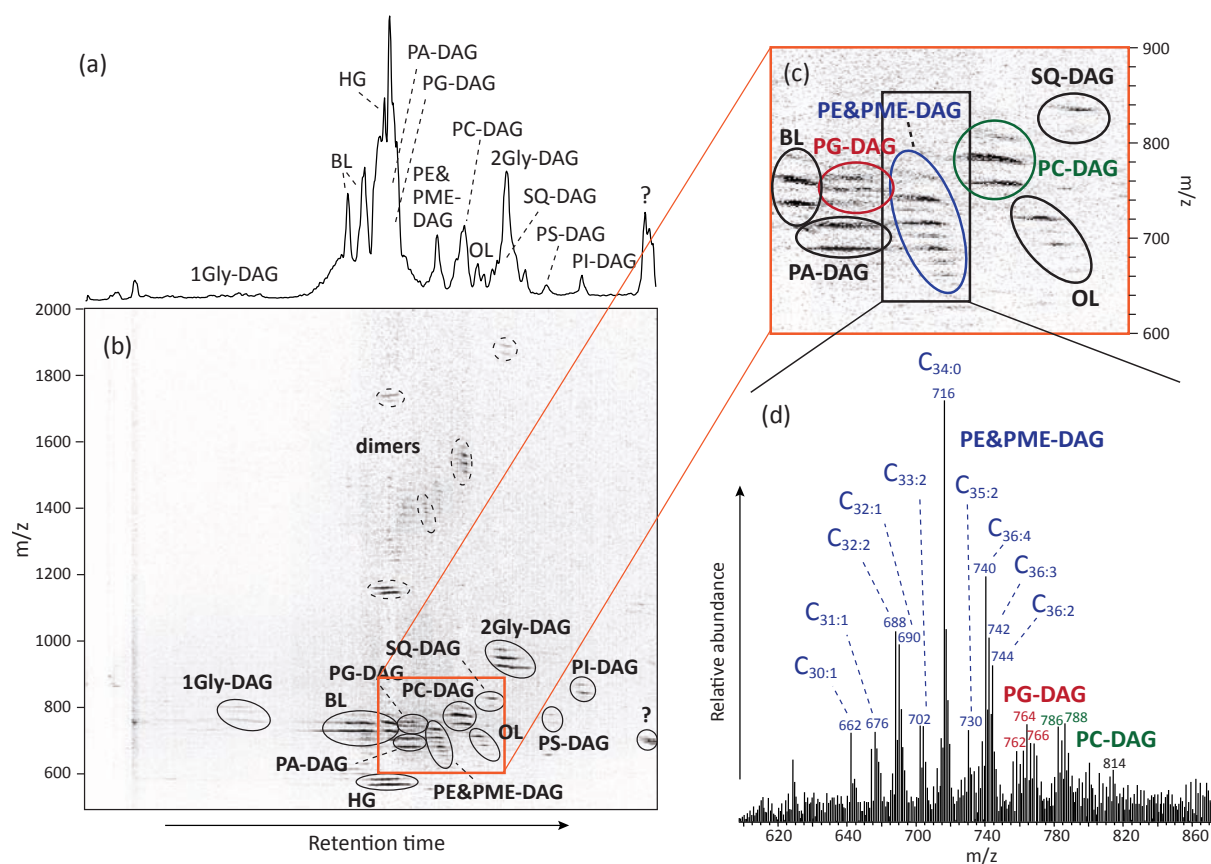 (a)
HG
PA-DAG
PG-DAG
BL
PE&
PME-
DAG
PC-DAG
OL
2Gly-DAG
SQ-DAG
PS-DAG
PI-DAG
?
1Gly-DAG
(b)
2000
1800
1600
1400
1200
1000
800
600
m/z
dimers
1Gly-DAG
BL
PG-DAG
SQ-DAG
2Gly-DAG
PC-DAG
PI-DAG
OL
PS-DAG
?
PA-DAG
HG
PE&PME-DAG
Retention time
(c)
BL
PG-DAG
PE&PME-DAG
SQ-DAG
PC-DAG
PA-DAG
OL
900
800
700
600
m/z
(d)
C34:0
716
PE&PME-DAG
C33:2
C35:2
C32:1
C36:4
C32:2
C36:3
C31:1
C36:2
C30:1
662
676
688
690
702
730
740
742
744
PG-DAG
762
764
766
786
788
PC-DAG
814
Relative abundance
620
640
700
740
780
820
860
m/z